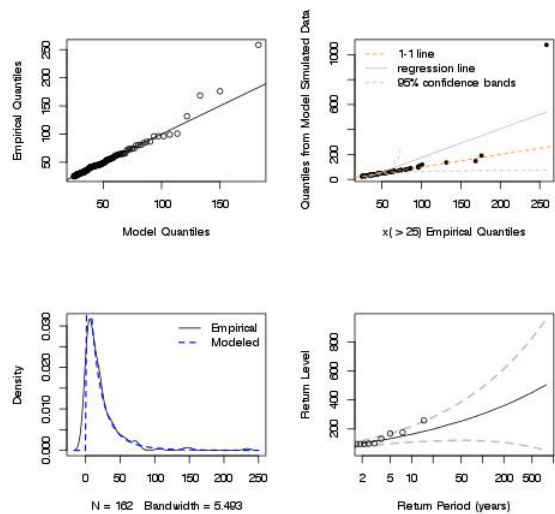 Empirical Quantiles
50 100 150 200 250
50 100 150
Model Quantiles
Quantiles from Model Simulated Data
0 200 600 1000
1-1 line
regression line
95% confidence bands
50 100 150 200 250
x( > 25) Empirical Quantiles
Density
0.000 0.010 0.020 0.030
Empirical
Modeled
0 50 100 150 200 250
N = 162 Bandwidth = 5.493
Return Level
200 400 600 800
2 5 10 50 200 500
Return Period (years)